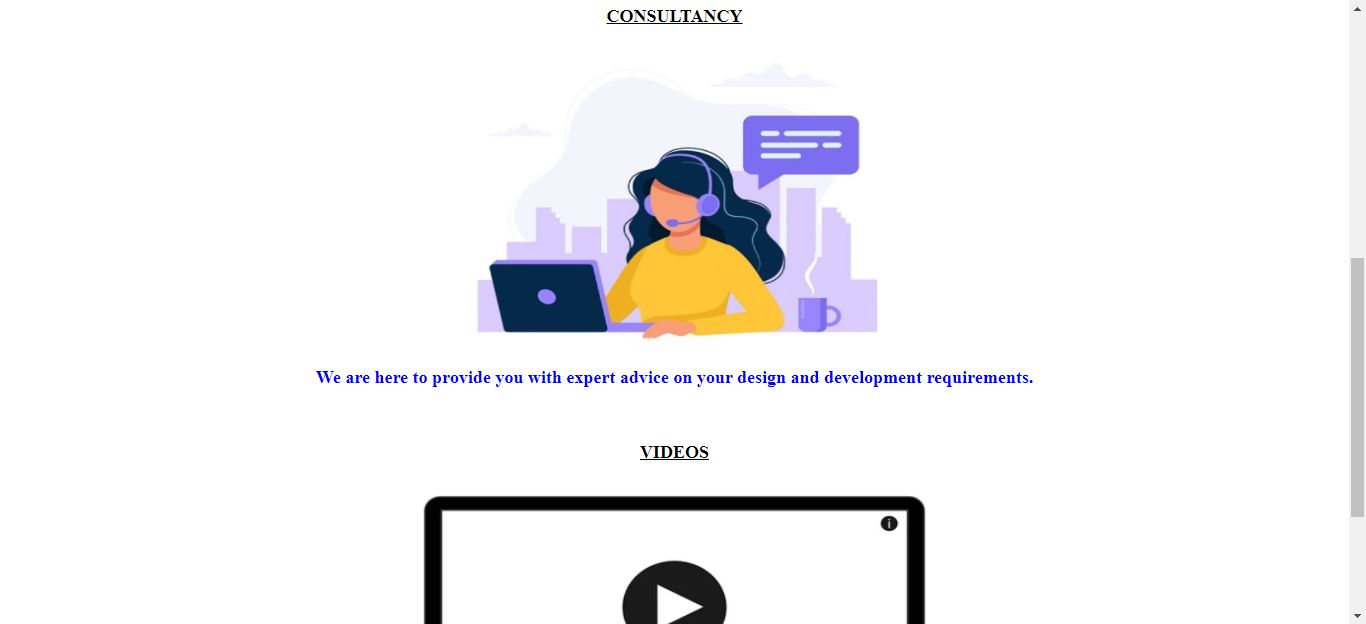 CONSULTANCY
We are here to provide you with expert advice on your design and development requirements.
VIDEOS
i